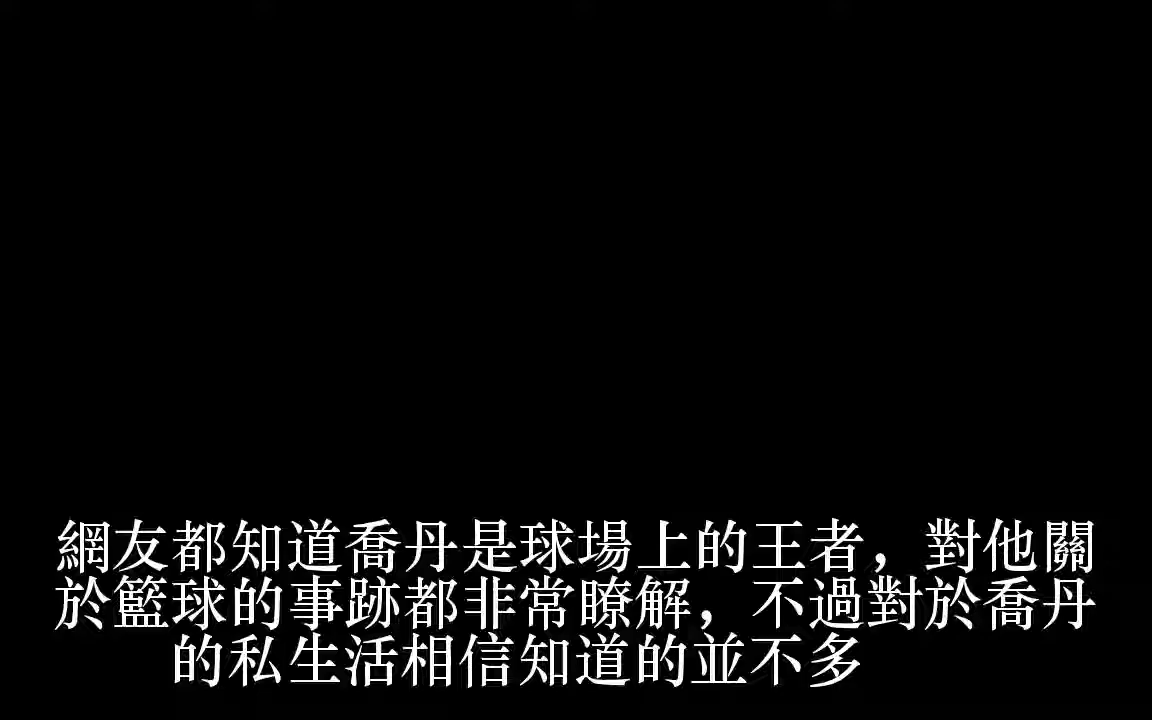 網友都知道喬丹是球場上的王者，對他關
於籃球的事跡都非常瞭解，不過對於喬丹
的私生活相信知道的並不多